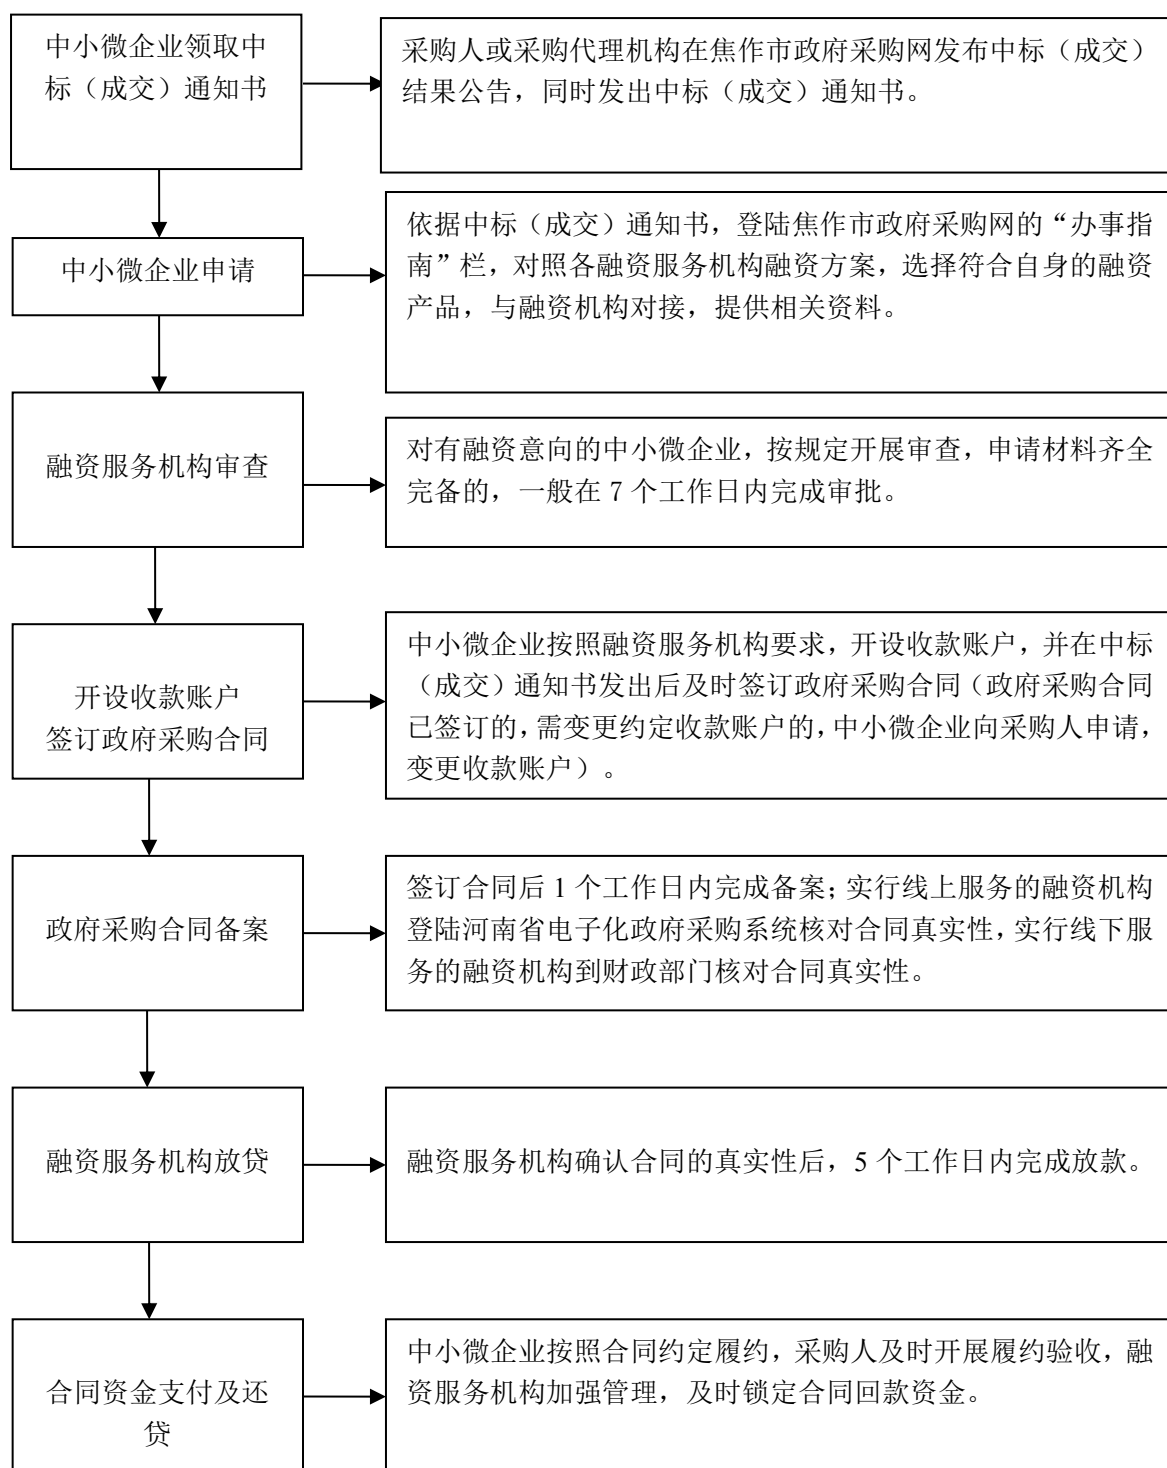 中小微企业领取中
标（成交）通知书
采购人或采购代理机构在焦作市政府采购网发布中标（成交）
结果公告，同时发出中标（成交）通知书。
中小微企业申请
依据中标（成交）通知书，登陆焦作市政府采购网的“办事指
南”栏，对照各融资服务机构融资方案，选择符合自身的融资
产品，与融资机构对接，提供相关资料。
融资服务机构审查
对有融资意向的中小微企业，按规定开展审查，申请材料齐全
完备的，一般在 7 个工作日内完成审批。
开设收款账户
签订政府采购合同
中小微企业按照融资服务机构要求，开设收款账户，并在中标
（成交）通知书发出后及时签订政府采购合同（政府采购合同
已签订的，需变更约定收款账户的，中小微企业向采购人申请，
变更收款账户）。
政府采购合同备案
签订合同后 1 个工作日内完成备案；实行线上服务的融资机构
登陆河南省电子化政府采购系统核对合同真实性，实行线下服
务的融资机构到财政部门核对合同真实性。
融资服务机构放贷
融资服务机构确认合同的真实性后，5 个工作日内完成放款。
合同资金支付及还
贷
中小微企业按照合同约定履约，采购人及时开展履约验收，融
资服务机构加强管理，及时锁定合同回款资金。